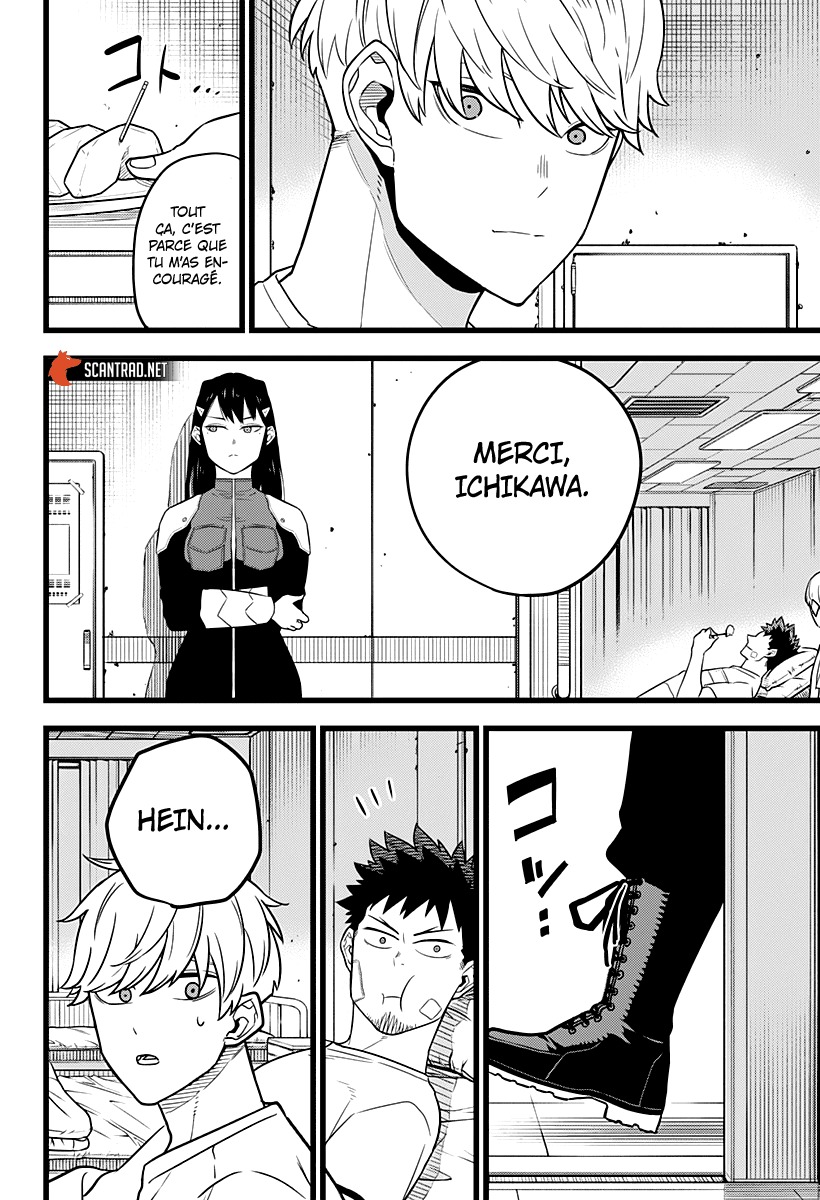 コト...
TOUT
ÇA, C'EST
PARCE QUE
TU M'AS EN-
COURAGÉ.
SCANTRAD.NET
MERCI,
ICHIKAWA.
コッ...
HEIN...